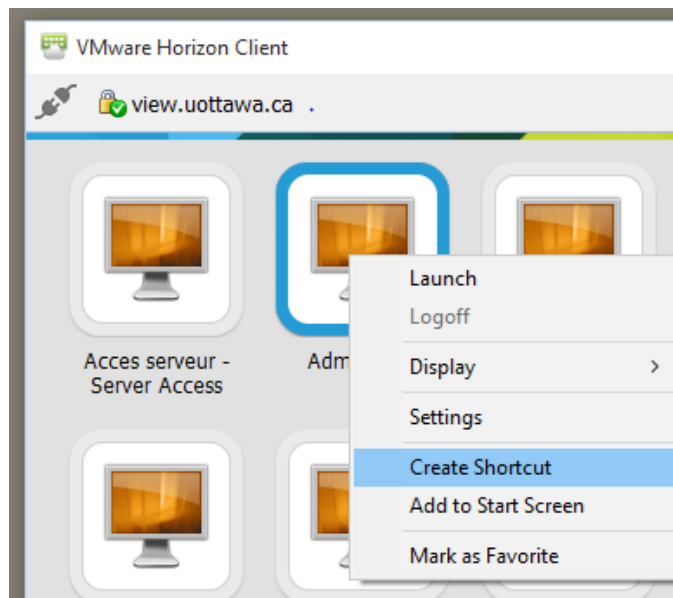 VMware Horizon Client
view.uottawa.ca
Acces serveur -
Server Access
Adm
Launch
Logoff
Display
Settings
Create Shortcut
Add to Start Screen
Mark as Favorite